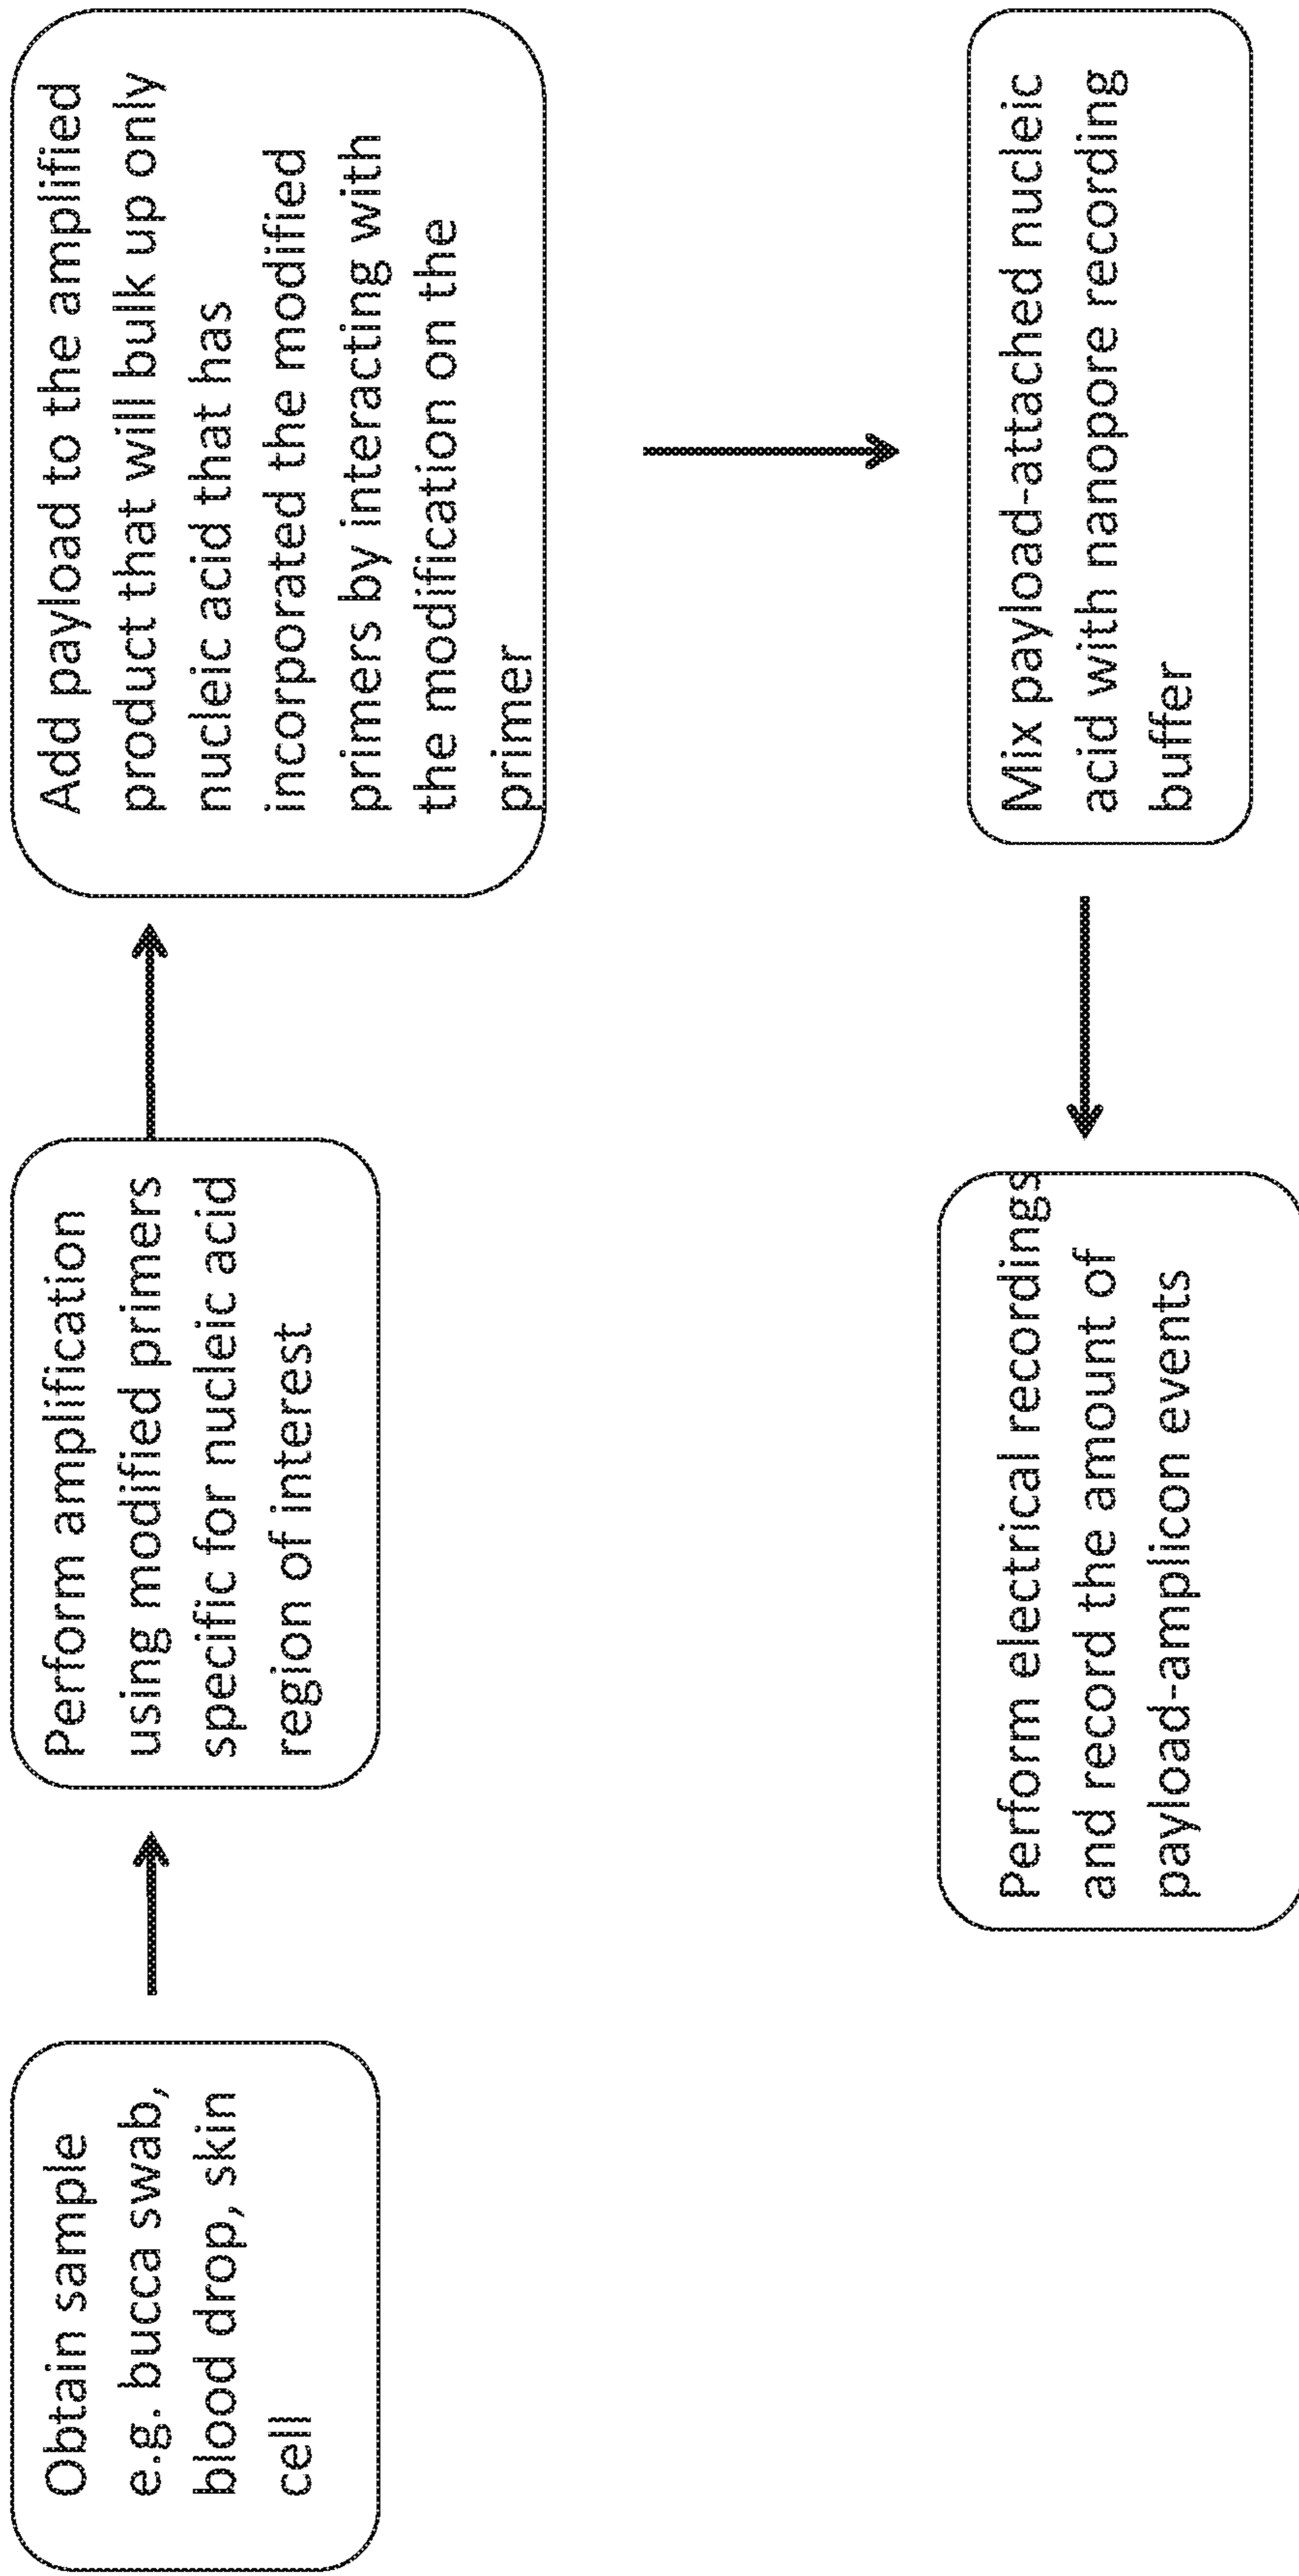 Obtain sample
e.g. bucca swab,
blood drop, skin
cell
Perform amplification
using modified primers
specific for nucleic acid
region of interest
Add payload to the amplified
product that will bulk up only
nucleic acid that has
incorporated the modified
primers by interacting with
the modification on the
primer
Mix payload-attached nucleic
acid with nanopore recording
buffer
Perform electrical recordings
and record the amount of
payload-amplicon events